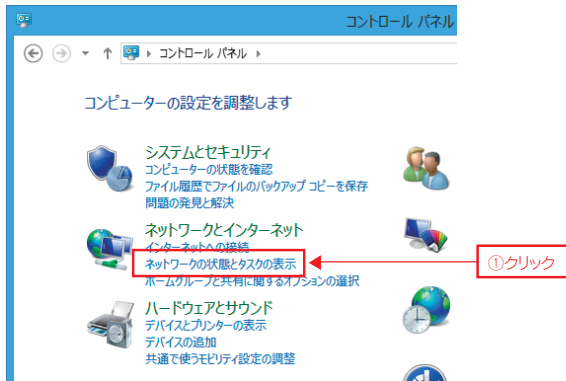 コントロール パネル
コントロール パネル
コンピューターの設定を調整します
システムとセキュリティ
コンピューターの状態を確認
ファイル履歴でファイルのバックアップ コピーを保存
問題の発見と解決
ネットワークとインターネット
インターネットへの接続
ネットワークの状態とタスクの表示
①クリック
ホームグループと共有に関するオプションの選択
ハードウェアとサウンド
デバイスとプリンターの表示
デバイスの追加
共通で使うモビリティ設定の調整